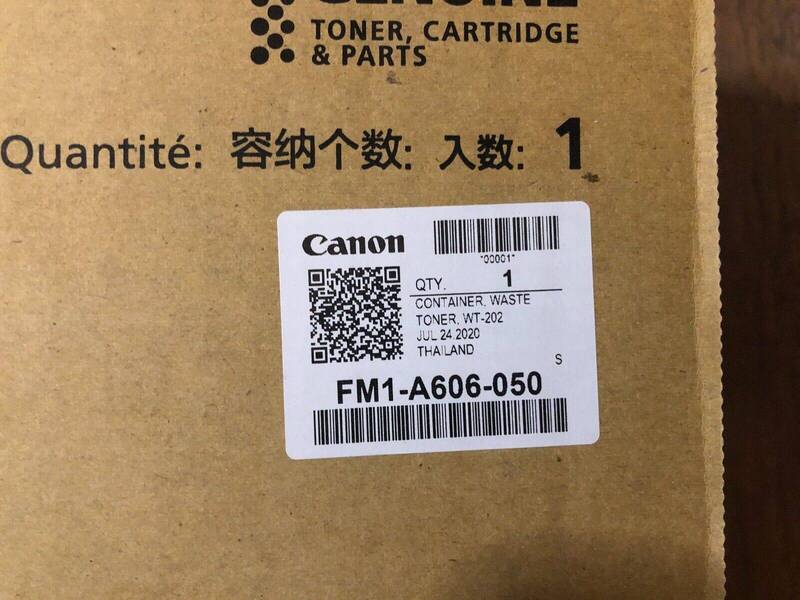 GENUINE
TONER, CARTRIDGE
& PARTS
Quantité: 容纳个数: 入数: 1
Canon
*00001*
QTY. 1
CONTAINER, WASTE
TONER, WT-202
JUL 24.2020
THAILAND
S
FM1-A606-050